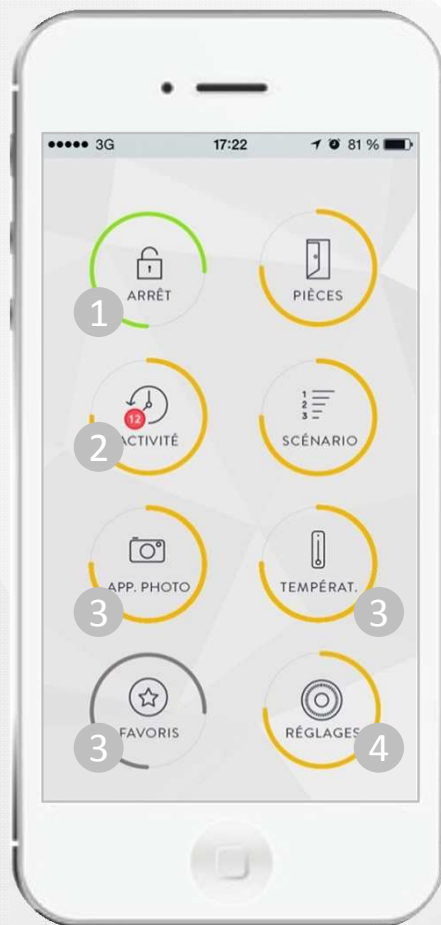 3G 17:22 81 %
ARRÊT PIÈCES
1
12
1
2
3
ACTIVITÉ SCÉNARIO
2
APP. PHOTO TEMPÉRAT.
3 3
FAVORIS RÉGLAGES
3 4